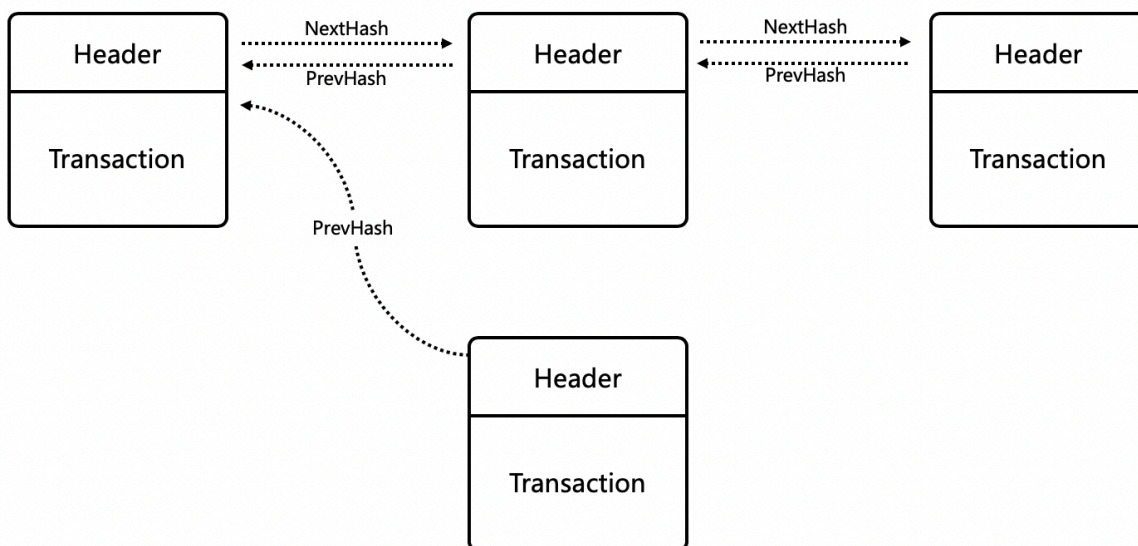 Header
NextHash
PrevHash
Header
NextHash
PrevHash
Header
Transaction
Transaction
Transaction
PrevHash
Header
Transaction